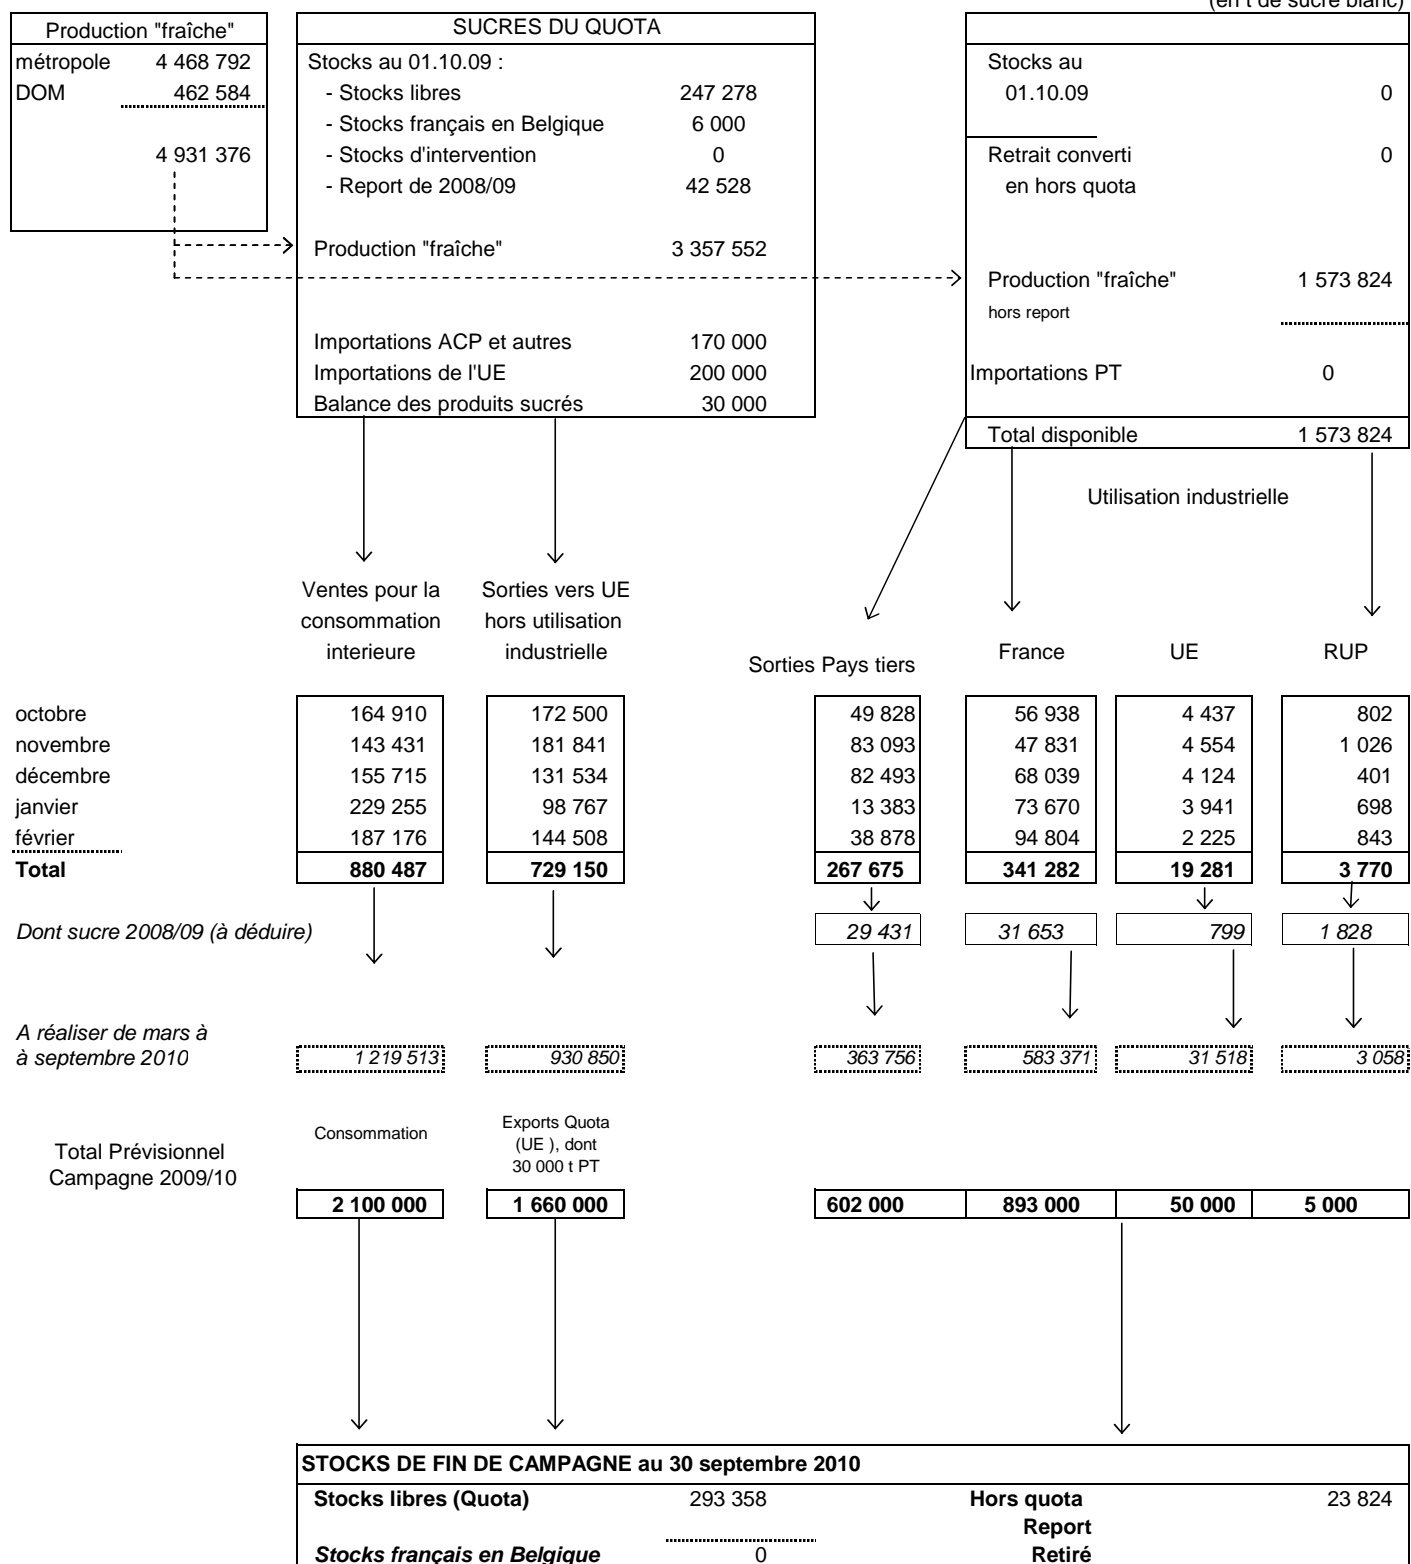 (en t de sucre blanc)
Production "fraîche"
métropole 4 468 792
DOM 462 584
4 931 376
SUCRES DU QUOTA
Stocks au 01.10.09 :
- Stocks libres 247 278
- Stocks français en Belgique 6 000
- Stocks d'intervention 0
- Report de 2008/09 42 528
Production "fraîche" 3 357 552
Importations ACP et autres 170 000
Importations de l'UE 200 000
Balance des produits sucrés 30 000
Stocks au
01.10.09 0
Retrait converti 0
en hors quota
Production "fraîche" 1 573 824
hors report
Importations PT 0
Total disponible 1 573 824
Utilisation industrielle
Ventes pour la
consommation
interieure
Sorties vers UE
hors utilisation
industrielle
Sorties Pays tiers
France UE RUP
octobre 164 910 172 500 49 828 56 938 4 437 802
novembre 143 431 181 841 83 093 47 831 4 554 1 026
décembre 155 715 131 534 82 493 68 039 4 124 401
janvier 229 255 98 767 13 383 73 670 3 941 698
février 187 176 144 508 38 878 94 804 2 225 843
Total 880 487 729 150 267 675 341 282 19 281 3 770
Dont sucre 2008/09 (à déduire) 29 431 31 653 799 1 828
A réaliser de mars à
à septembre 2010 1 219 513 930 850 363 756 583 371 31 518 3 058
Total Prévisionnel
Campagne 2009/10
Consommation
Exports Quota
(UE ), dont
30 000 t PT
2 100 000 1 660 000 602 000 893 000 50 000 5 000
STOCKS DE FIN DE CAMPAGNE au 30 septembre 2010
Stocks libres (Quota) 293 358 Hors quota 23 824
Report
Stocks français en Belgique 0 Retiré